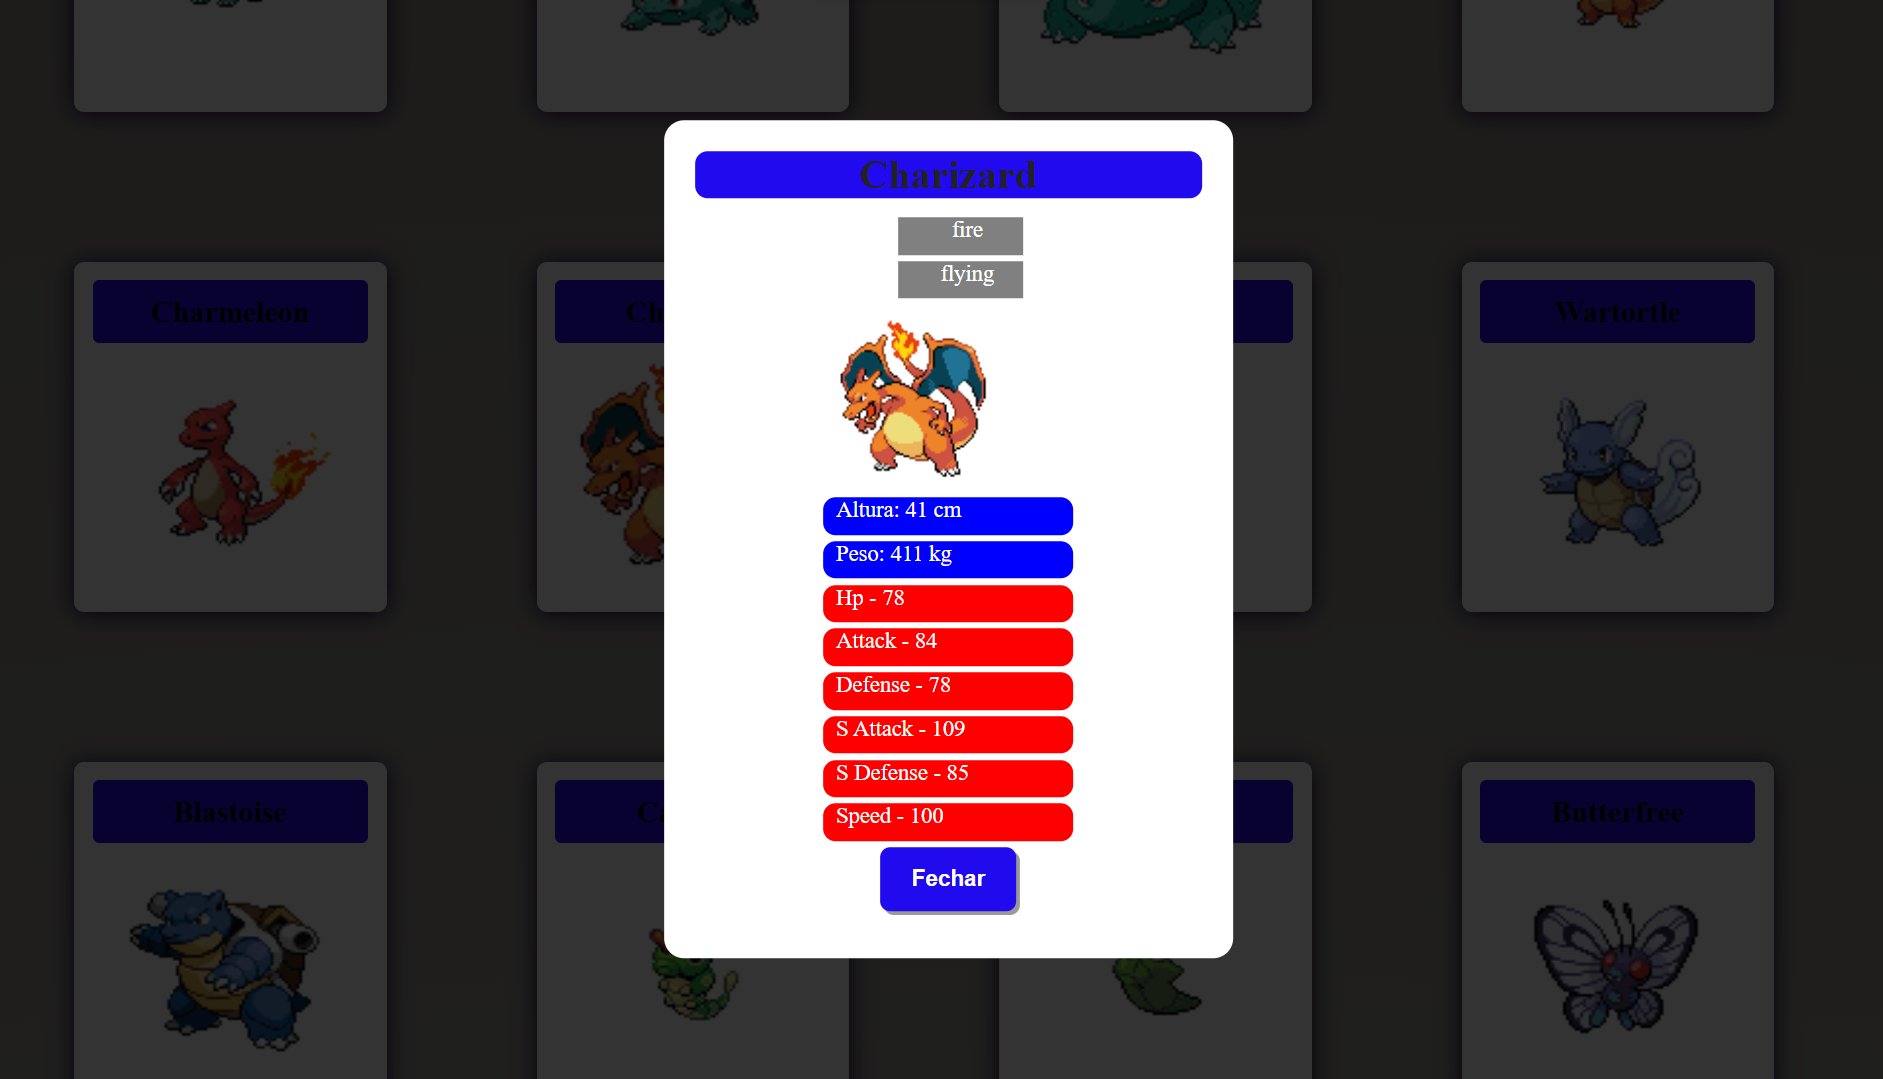 Charizard
fire
flying
Altura: 41 cm
Peso: 411 kg
Hp - 78
Attack - 84
Defense - 78
S Attack - 109
S Defense - 85
Speed - 100
Fechar
Charmeleon
Ch
Wartortle
Blastoise
Butterfree